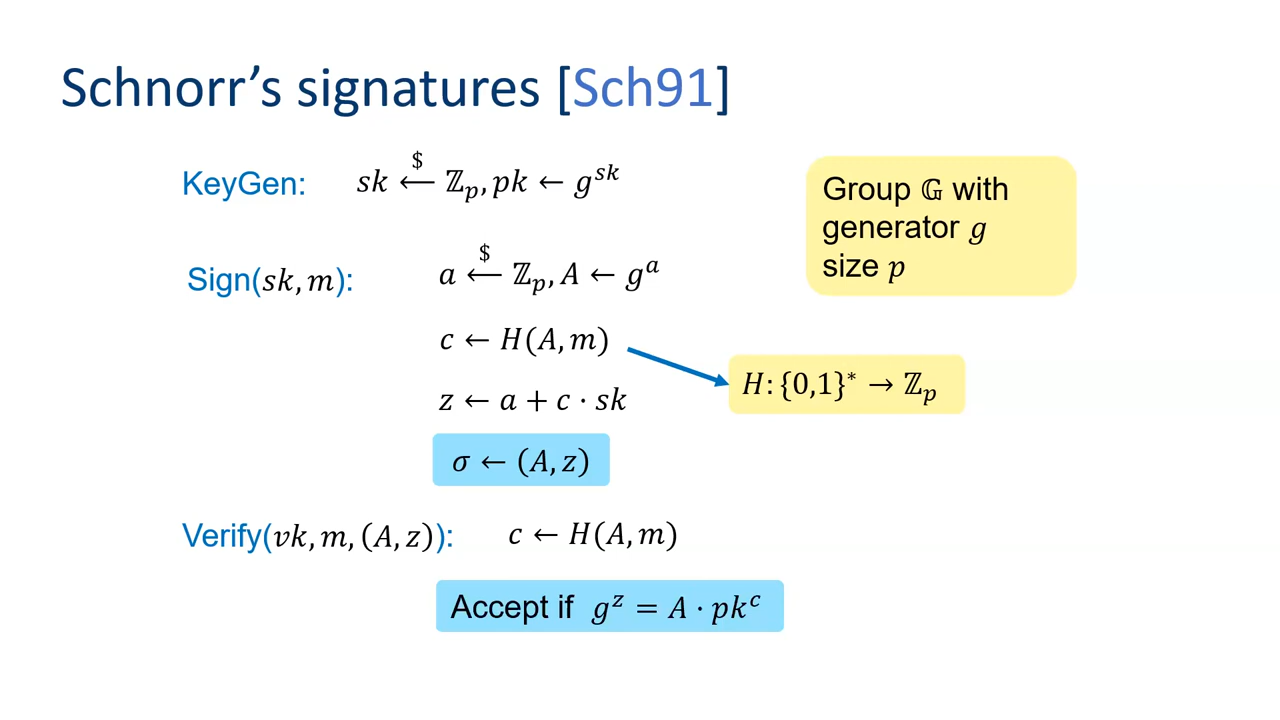 Schnorr's signatures [Sch91]
KeyGen: sk ←$ ℤ_p, pk ← g^sk
Group 𝔾 with
generator g
size p
Sign(sk, m): a ←$ ℤ_p, A ← g^a
c ← H(A, m)
H: {0,1}* → ℤ_p
z ← a + c · sk
σ ← (A, z)
Verify(vk, m, (A, z)): c ← H(A, m)
Accept if g^z = A · pk^c